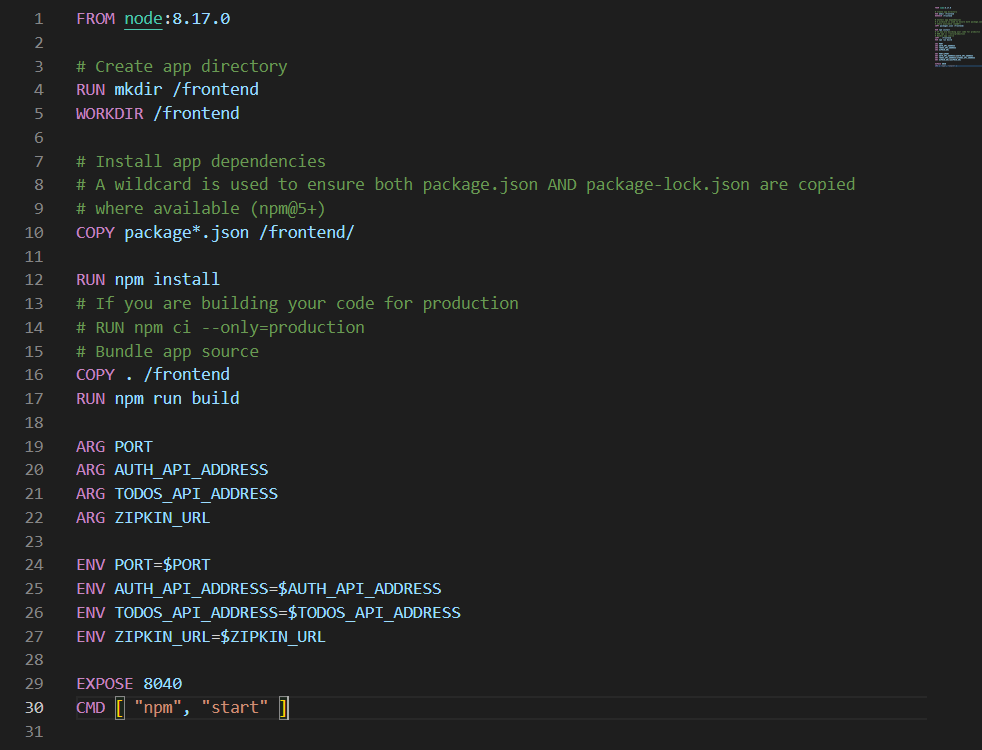 1 FROM node:8.17.0
2
3 # Create app directory
4 RUN mkdir /frontend
5 WORKDIR /frontend
6
7 # Install app dependencies
8 # A wildcard is used to ensure both package.json AND package-lock.json are copied
9 # where available (npm@5+)
10 COPY package*.json /frontend/
11
12 RUN npm install
13 # If you are building your code for production
14 # RUN npm ci --only=production
15 # Bundle app source
16 COPY . /frontend
17 RUN npm run build
18
19 ARG PORT
20 ARG AUTH_API_ADDRESS
21 ARG TODOS_API_ADDRESS
22 ARG ZIPKIN_URL
23
24 ENV PORT=$PORT
25 ENV AUTH_API_ADDRESS=$AUTH_API_ADDRESS
26 ENV TODOS_API_ADDRESS=$TODOS_API_ADDRESS
27 ENV ZIPKIN_URL=$ZIPKIN_URL
28
29 EXPOSE 8040
30 CMD [ "npm", "start" ]
31